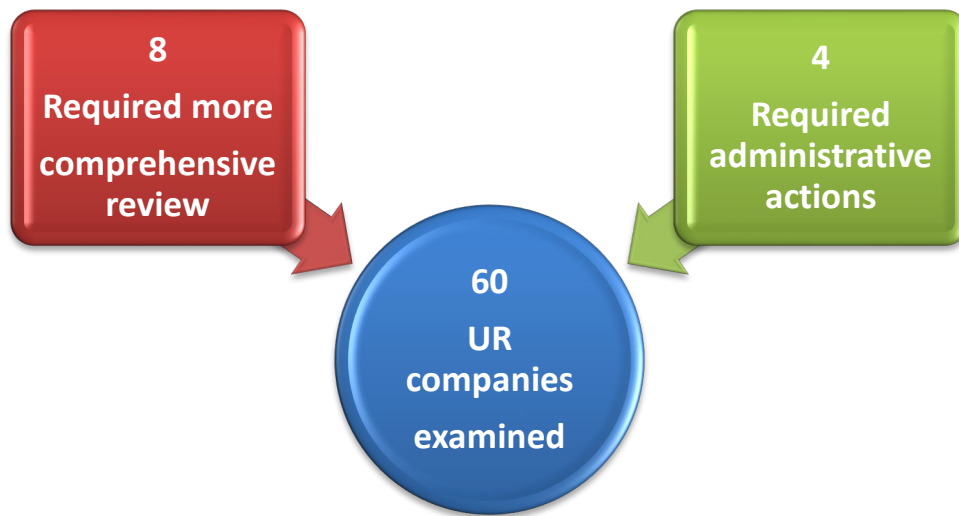 8
Required more
comprehensive
review
4
Required
administrative
actions
60
UR
companies
examined